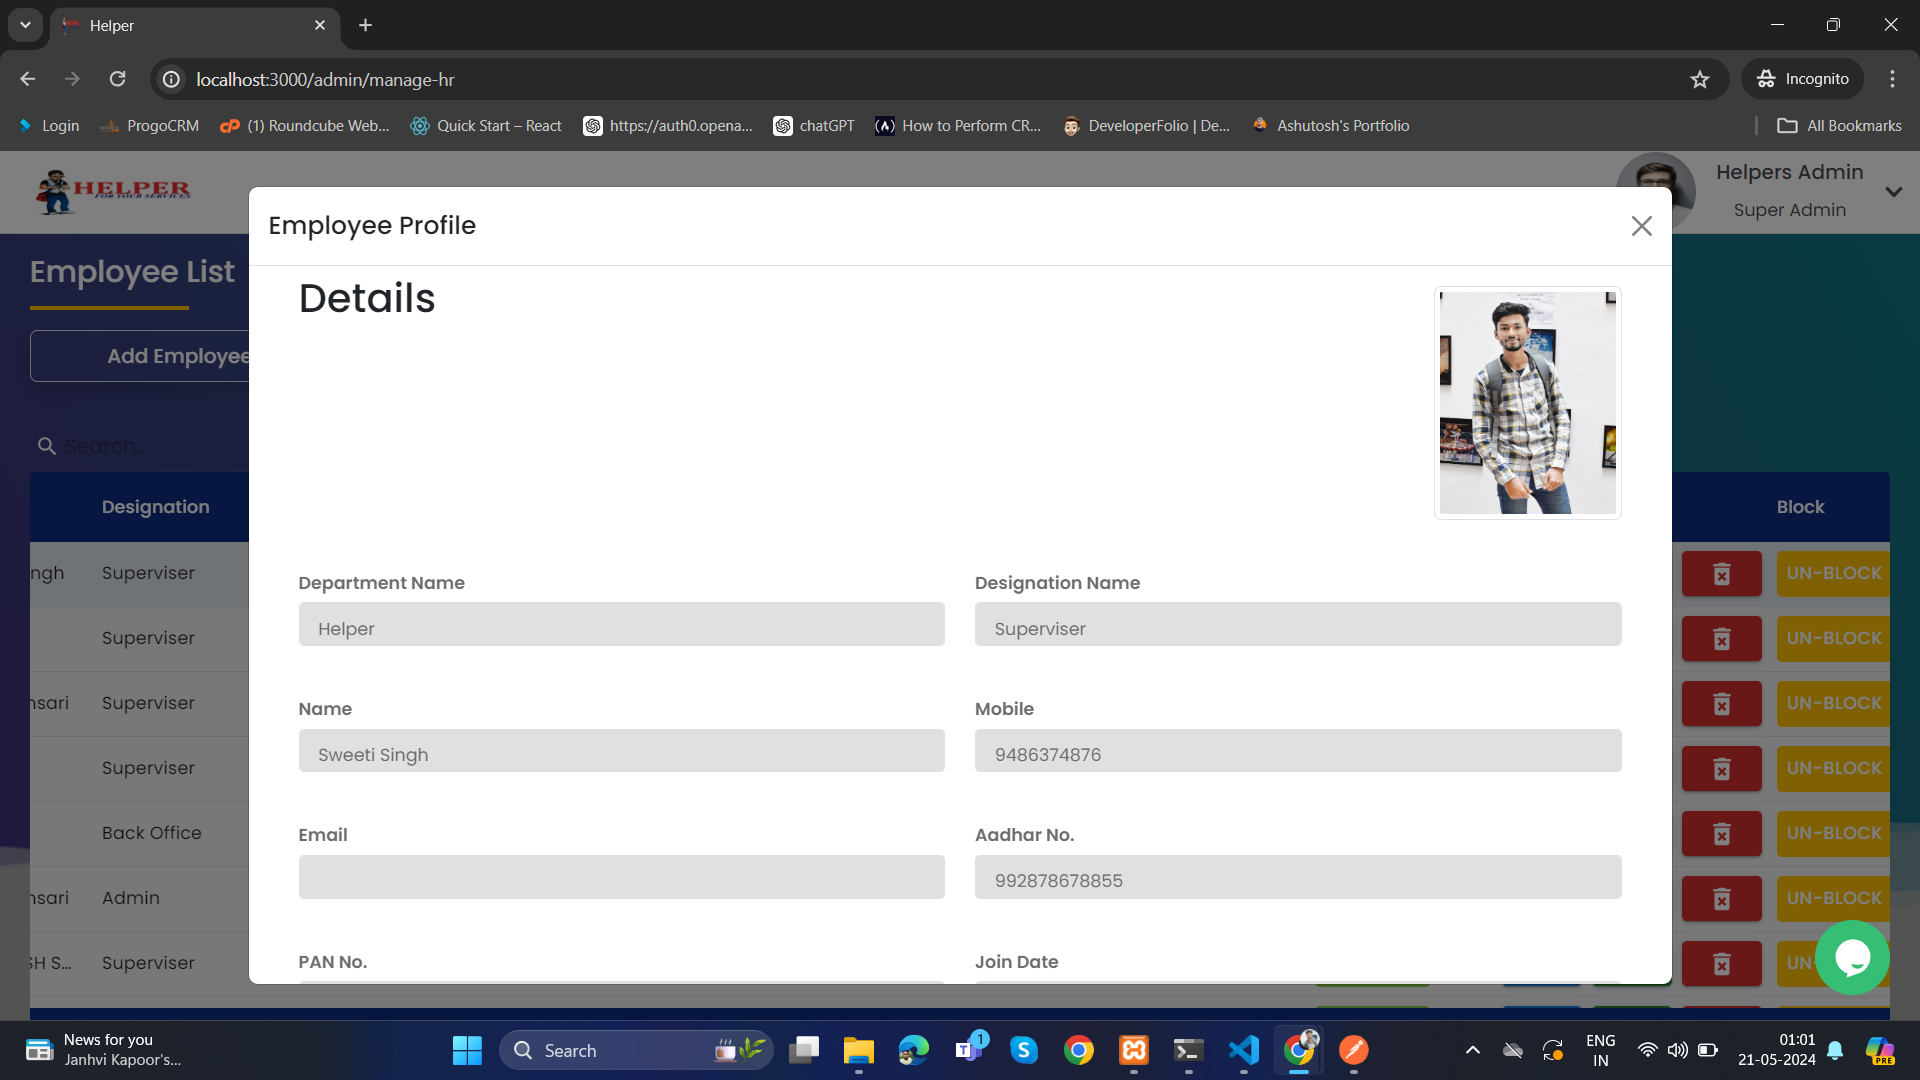 Helper
localhost:3000/admin/manage-hr
Incognito
Login
ProgoCRM
(1) Roundcube Web...
Quick Start – React
https://auth0.opena...
chatGPT
How to Perform CR...
DeveloperFolio | De...
Ashutosh's Portfolio
All Bookmarks
HELPER
FOR YOUR SERVICES
Helpers Admin
Super Admin
Employee List
Add Employee
Search...
Designation
Block
ngh Superviser UN-BLOCK
Superviser UN-BLOCK
nsari Superviser UN-BLOCK
Superviser UN-BLOCK
Back Office UN-BLOCK
nsari Admin UN-BLOCK
SH S... Superviser UN-
Employee Profile
Details
Department Name
Helper
Designation Name
Superviser
Name
Sweeti Singh
Mobile
9486374876
Email
Aadhar No.
992878678855
PAN No.
Join Date
News for you
Janhvi Kapoor's...
Search
1
ENG
IN
01:01
21-05-2024
PRE